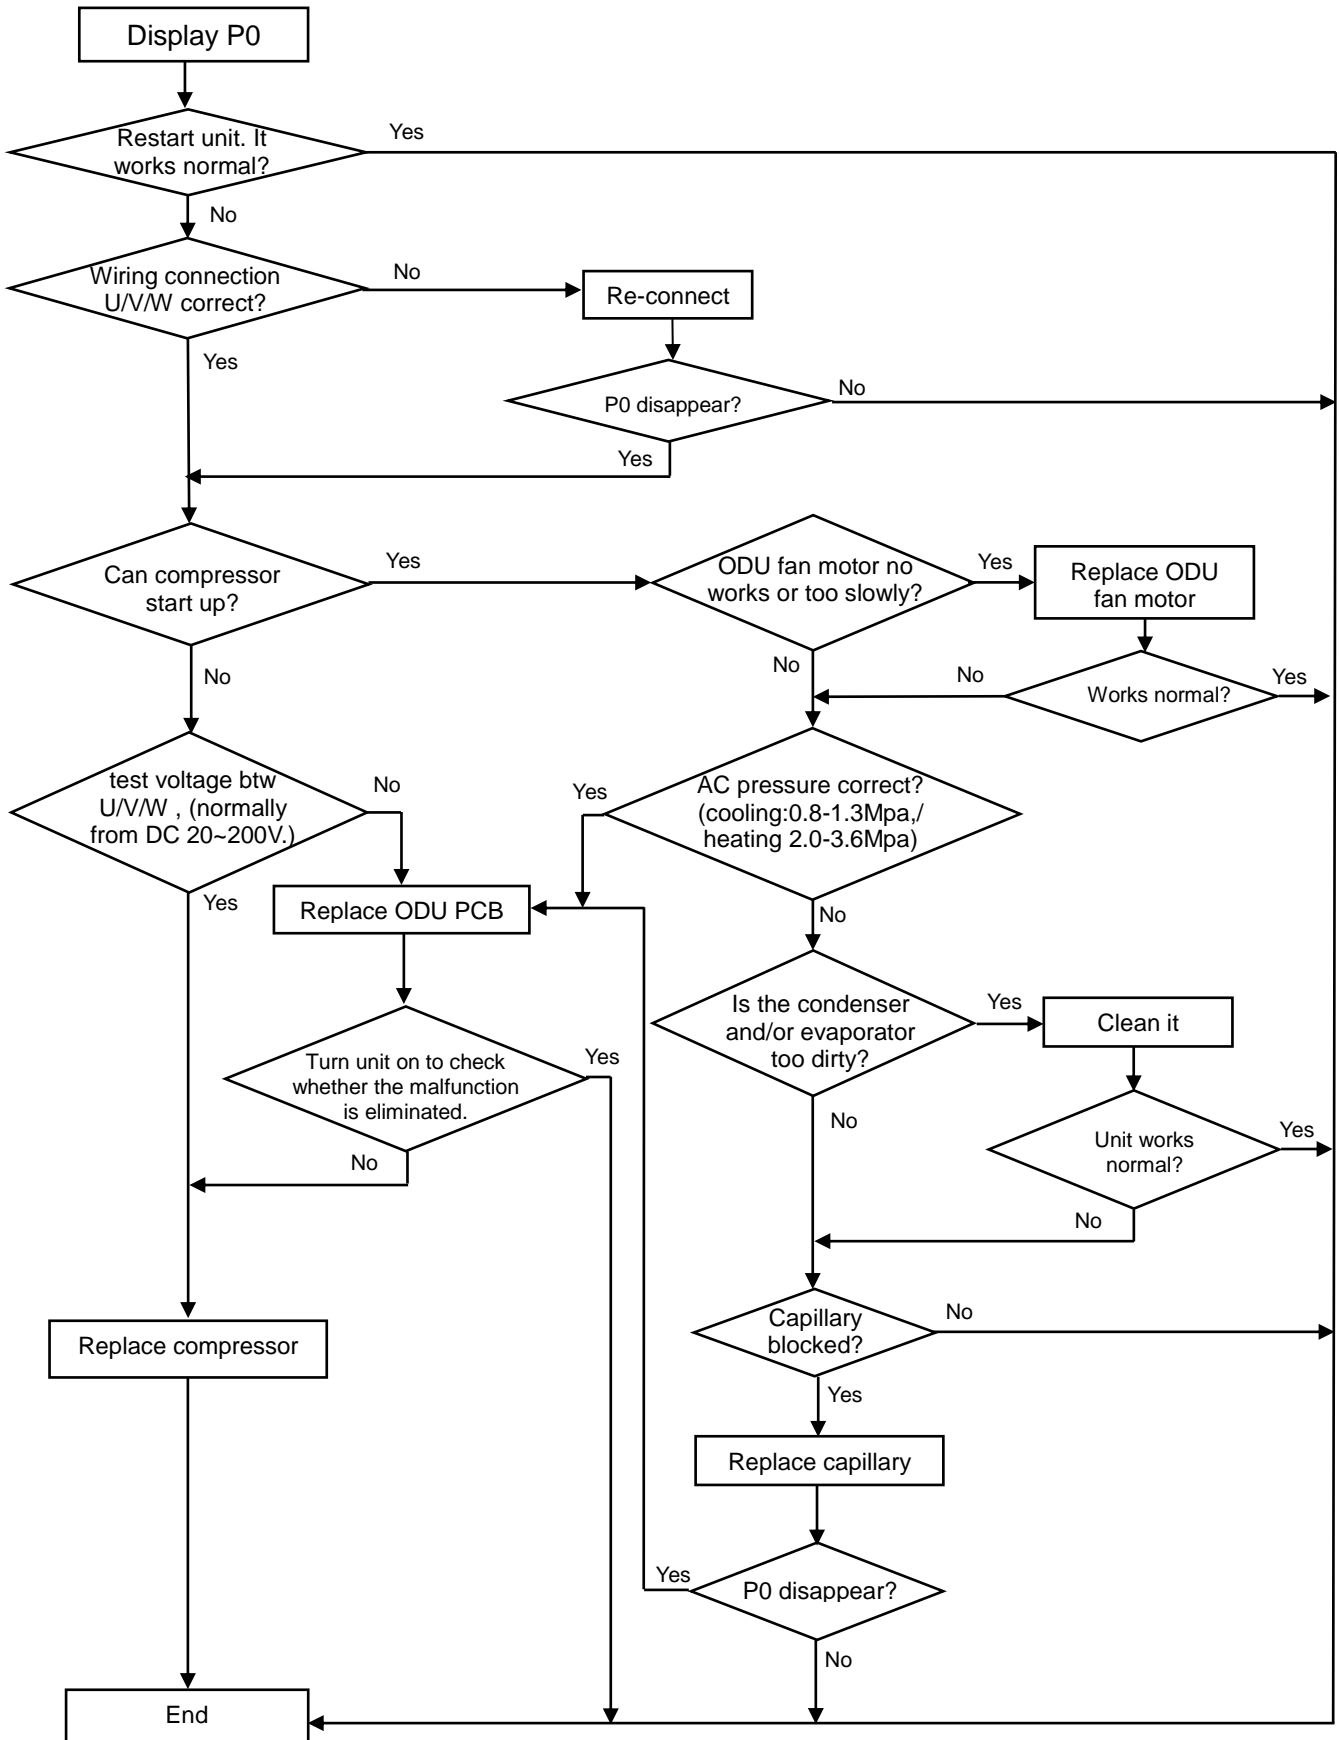 Display P0
Restart unit. It
works normal?
Yes
No
Wiring connection
U/V/W correct?
No
Re-connect
Yes
P0 disappear?
No
Yes
Can compressor
start up?
Yes
ODU fan motor no
works or too slowly?
Yes
Replace ODU
fan motor
No
No
No
Works normal?
Yes
test voltage btw
U/V/W , (normally
from DC 20~200V.)
No
Yes
AC pressure correct?
(cooling:0.8-1.3Mpa,/
heating 2.0-3.6Mpa)
Yes
Replace ODU PCB
No
Is the condenser
and/or evaporator
too dirty?
Yes
Clean it
Turn unit on to check
whether the malfunction
is eliminated.
Yes
No
No
Unit works
normal?
Yes
No
Capillary
blocked?
No
Replace compressor
Yes
Replace capillary
Yes
P0 disappear?
No
End